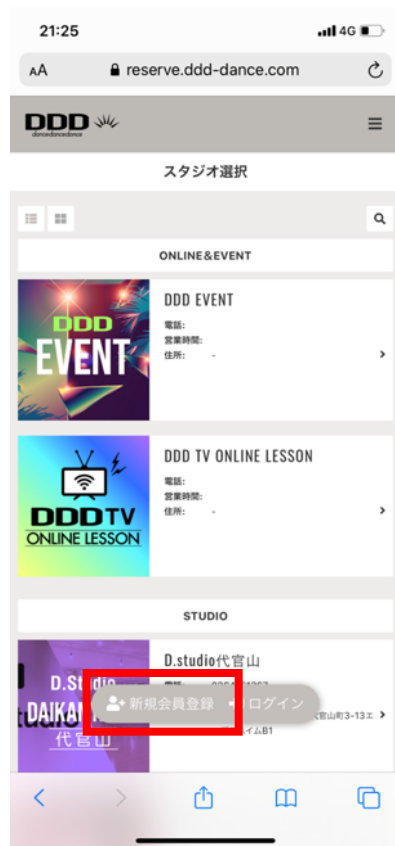 21:25
4G
AA reserve.ddd-dance.com
DDD
dancedancedance
スタジオ選択
ONLINE&EVENT
DDD
EVENT
DDD EVENT
電話:
営業時間:
住所: -
DDDTV
ONLINE LESSON
DDD TV ONLINE LESSON
電話:
営業時間:
住所: -
STUDIO
D.studio代官山
代官山
新規会員登録 ログイン
官山町3-13エ
イムB1